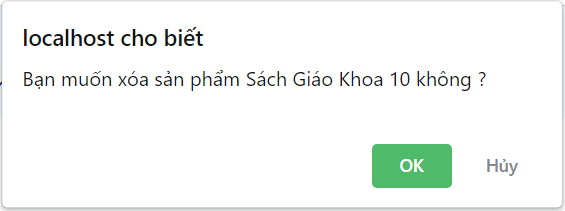 localhost cho biết
Bạn muốn xóa sản phẩm Sách Giáo Khoa 10 không ?
OK
Hủy